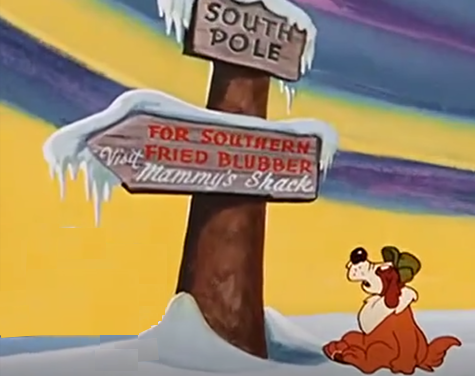 SOUTH
POLE
FOR SOUTHERN
Visit FRIED BLUBBER
Mammy's Shack